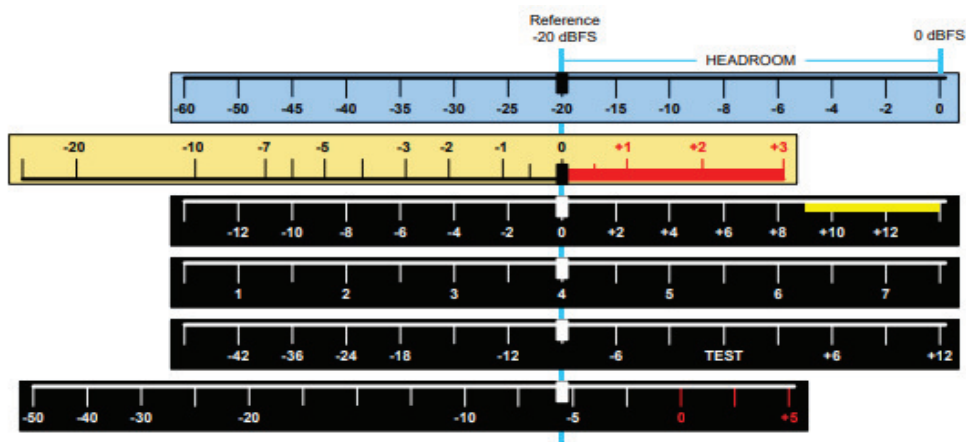 Reference
-20 dBFS
0 dBFS
HEADROOM
-60 -50 -45 -40 -35 -30 -25 -20 -15 -10 -8 -6 -4 -2 0
-20 -10 -7 -5 -3 -2 -1 0 +1 +2 +3
-12 -10 -8 -6 -4 -2 0 +2 +4 +6 +8 +10 +12
1 2 3 4 5 6 7
-42 -36 -24 -18 -12 -6 TEST +6 +12
-50 -40 -30 -20 -10 -5 0 +5